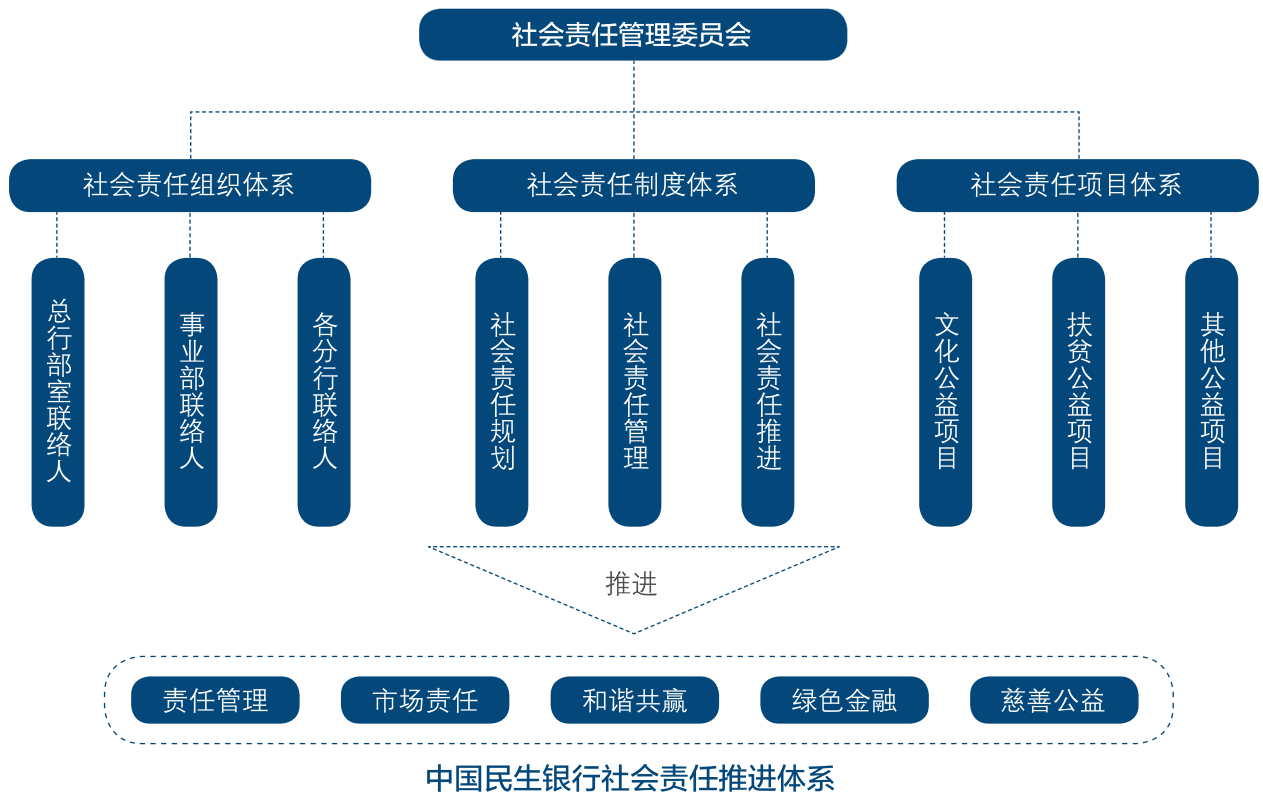 社会责任管理委员会
社会责任组织体系
社会责任制度体系
社会责任项目体系
总行部室联络人
事业部联络人
各分行联络人
社会责任规划
社会责任管理
社会责任推进
文化公益项目
扶贫公益项目
其他公益项目
推进
责任管理
市场责任
和谐共赢
绿色金融
慈善公益
中国民生银行社会责任推进体系